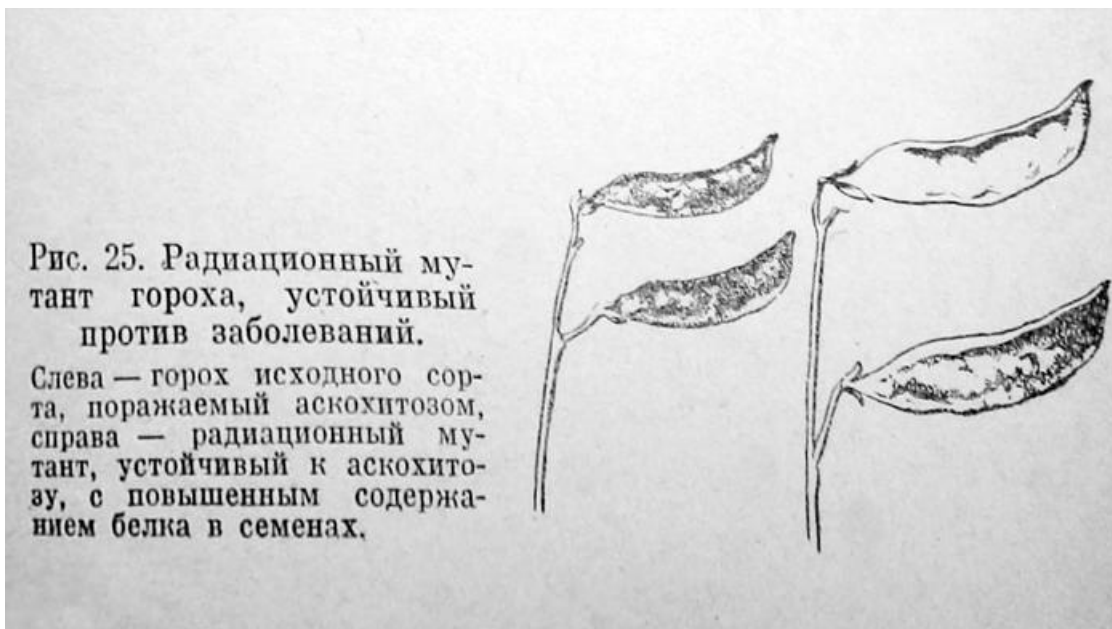 Рис. 25. Радиационный му-
тант гороха, устойчивый
против заболеваний.
Слева — горох исходного сор-
та, поражаемый аскохитозом,
справа — радиационный му-
тант, устойчивый к аскохито-
зу, с повышенным содержа-
нием белка в семенах.